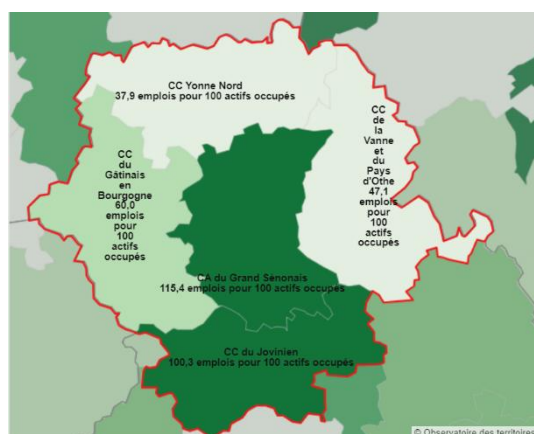 CC Yonne Nord
37,9 emplois pour 100 actifs occupés
CC
du
Gâtinais
en
Bourgogne
60,0
emplois
pour
100
actifs
occupés
CC
de
la
Vanne
et
du
Pays
d'Othe
47,1
emplois
pour
100
actifs
occupés
CA du Grand Sénonais
115,4 emplois pour 100 actifs occupés
CC du Jovinien
100,3 emplois pour 100 actifs occupés
© Observatoire des territoires